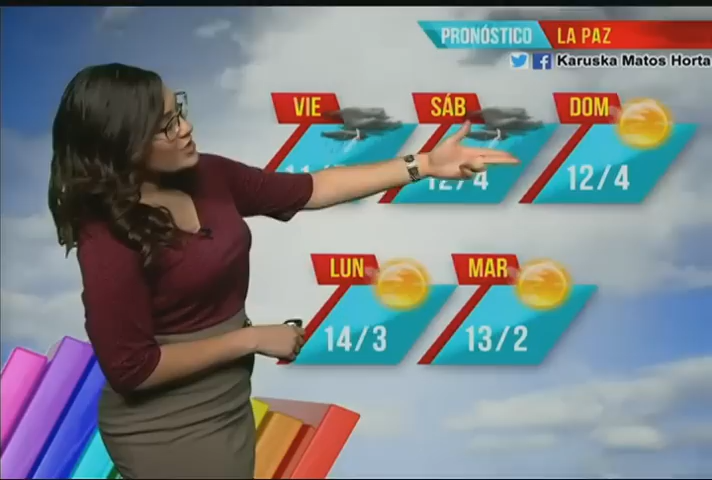 PRONÓSTICO LA PAZ
Karuska Matos Horta
VIE SÁB DOM
12/4 12/4
LUN MAR
14/3 13/2